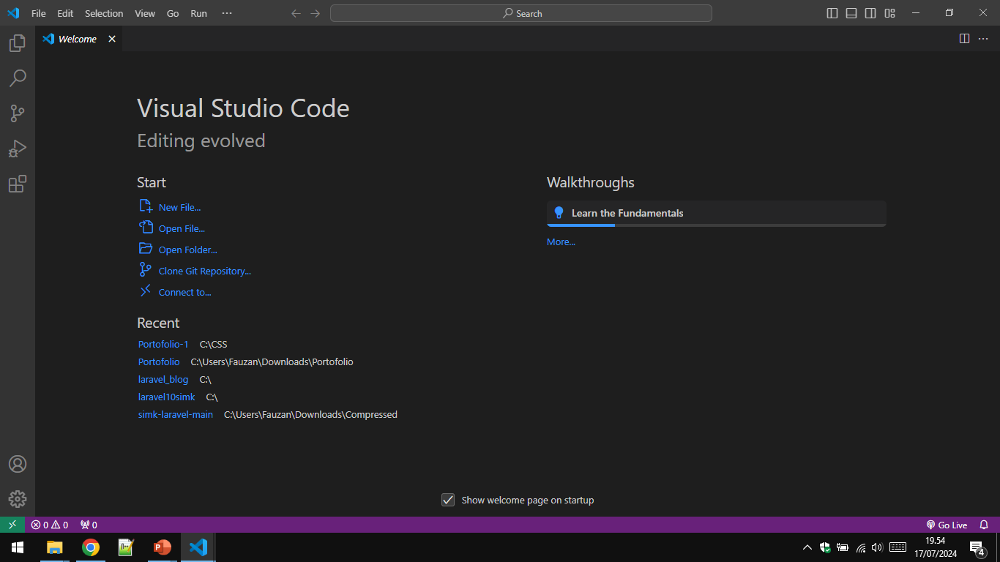 File Edit Selection View Go Run ···
Search
Welcome
Visual Studio Code
Editing evolved
Start
New File...
Open File...
Open Folder...
Clone Git Repository...
Connect to...
Recent
Portofolio-1 C:\CSS
Portofolio C:\Users\Fauzan\Downloads\Portofolio
laravel_blog C:\
laravel10simk C:\
simk-laravel-main C:\Users\Fauzan\Downloads\Compressed
Walkthroughs
Learn the Fundamentals
More...
Show welcome page on startup
0 0 0 Go Live
19.54
17/07/2024
4